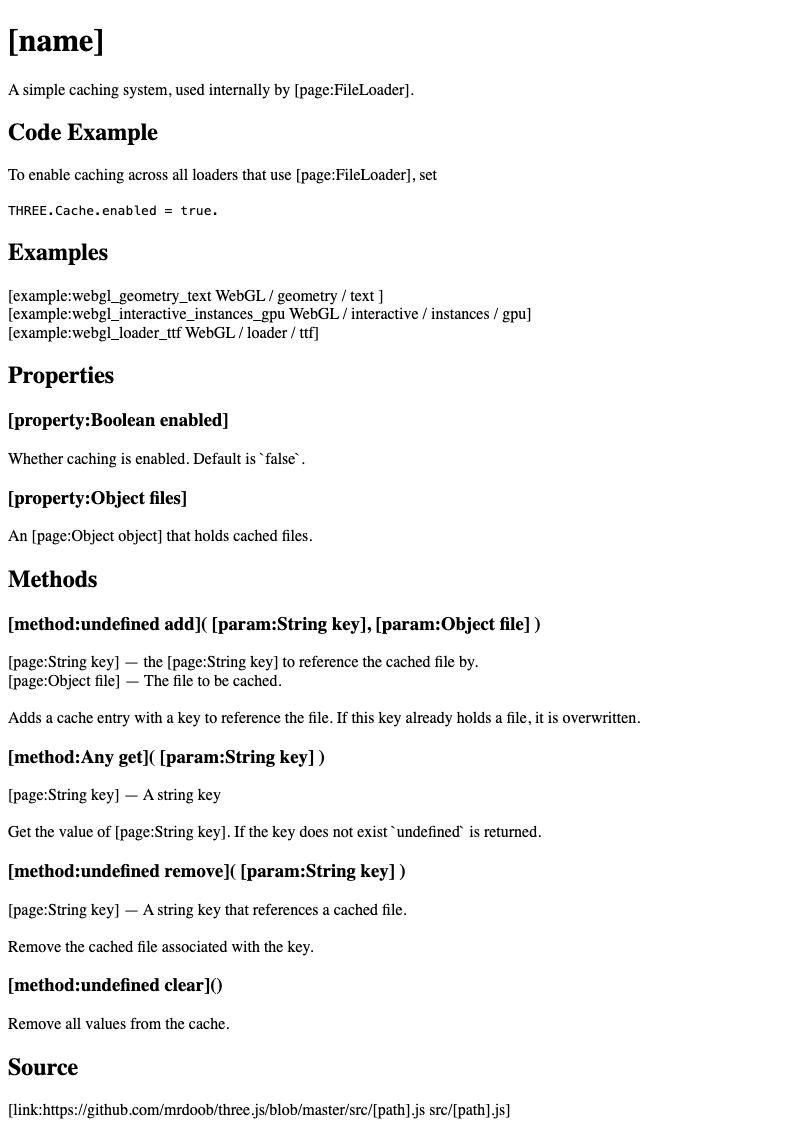 [name]
A simple caching system, used internally by [page:FileLoader].
Code Example
To enable caching across all loaders that use [page:FileLoader], set
THREE.Cache.enabled = true.
Examples
[example:webgl_geometry_text WebGL / geometry / text ]
[example:webgl_interactive_instances_gpu WebGL / interactive / instances / gpu]
[example:webgl_loader_ttf WebGL / loader / ttf]
Properties
[property:Boolean enabled]
Whether caching is enabled. Default is `false`.
[property:Object files]
An [page:Object object] that holds cached files.
Methods
[method:undefined add]( [param:String key], [param:Object file] )
[page:String key] — the [page:String key] to reference the cached file by.
[page:Object file] — The file to be cached.
Adds a cache entry with a key to reference the file. If this key already holds a file, it is overwritten.
[method:Any get]( [param:String key] )
[page:String key] — A string key
Get the value of [page:String key]. If the key does not exist `undefined` is returned.
[method:undefined remove]( [param:String key] )
[page:String key] — A string key that references a cached file.
Remove the cached file associated with the key.
[method:undefined clear]()
Remove all values from the cache.
Source
[link:https://github.com/mrdoob/three.js/blob/master/src/[path].js src/[path].js]